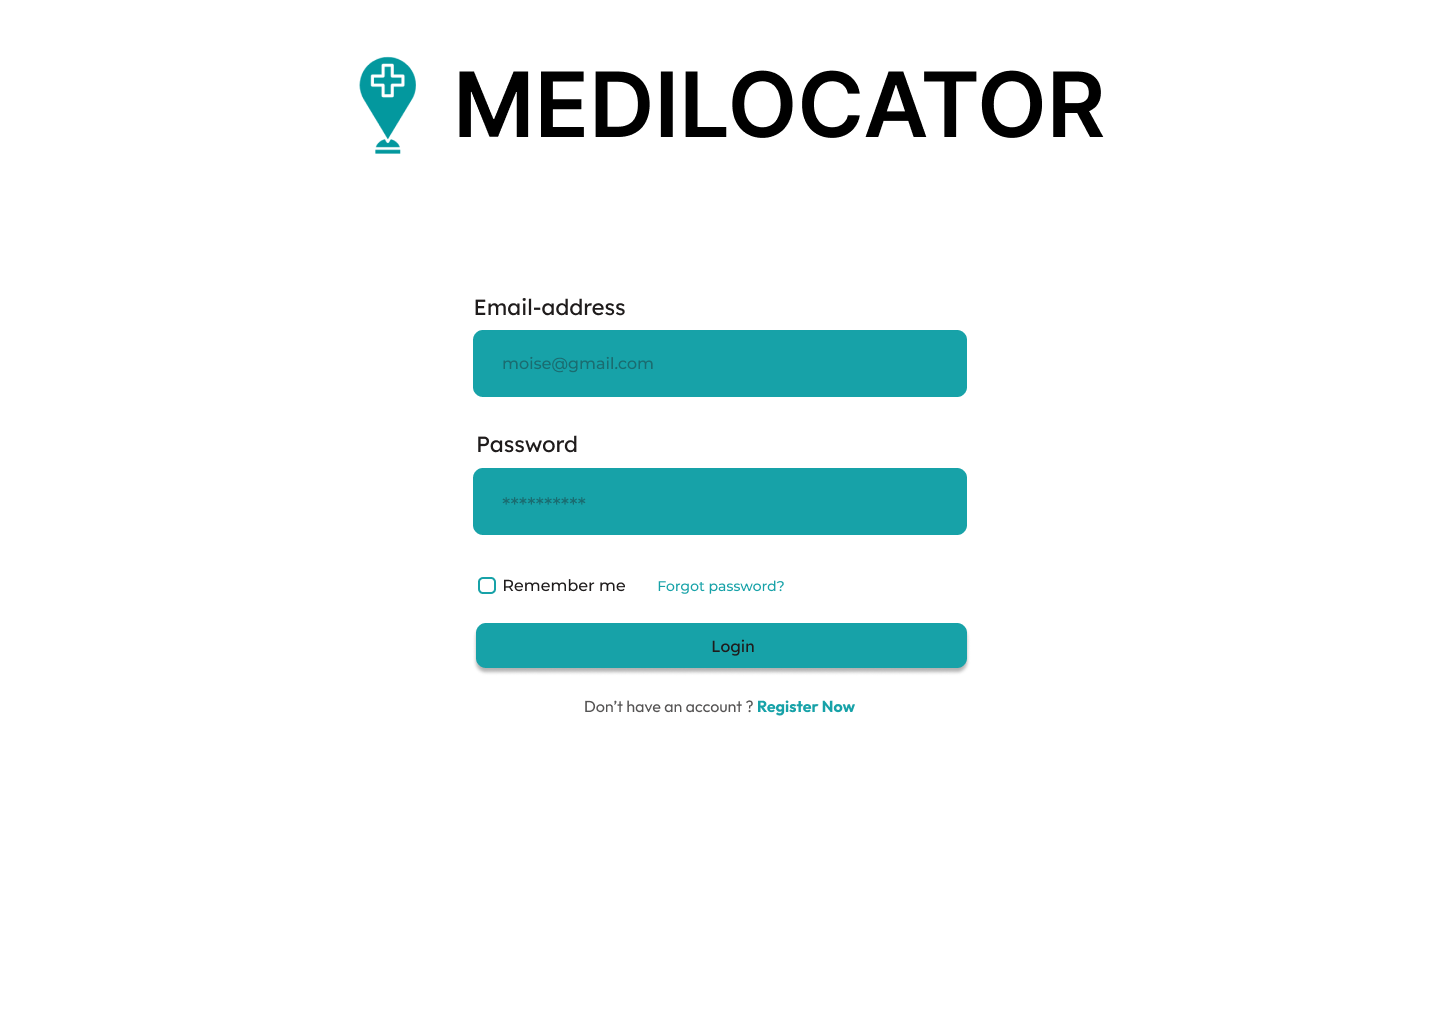 MEDILOCATOR
Email-address
moise@gmail.com
Password
**********
Remember me Forgot password?
Login
Don’t have an account ? Register Now